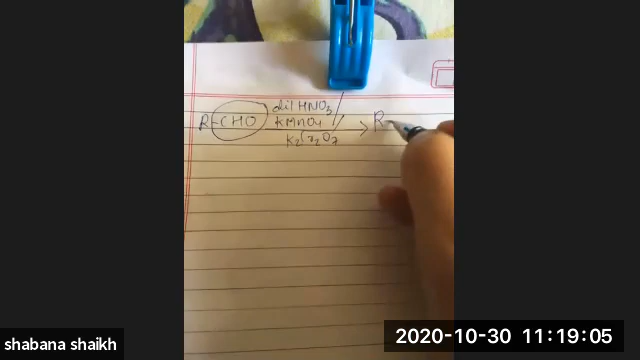 dil HNO3 /
R-CHO KMnO4 / → R-
K2Cr2O7
shabana shaikh
2020-10-30 11:19:05